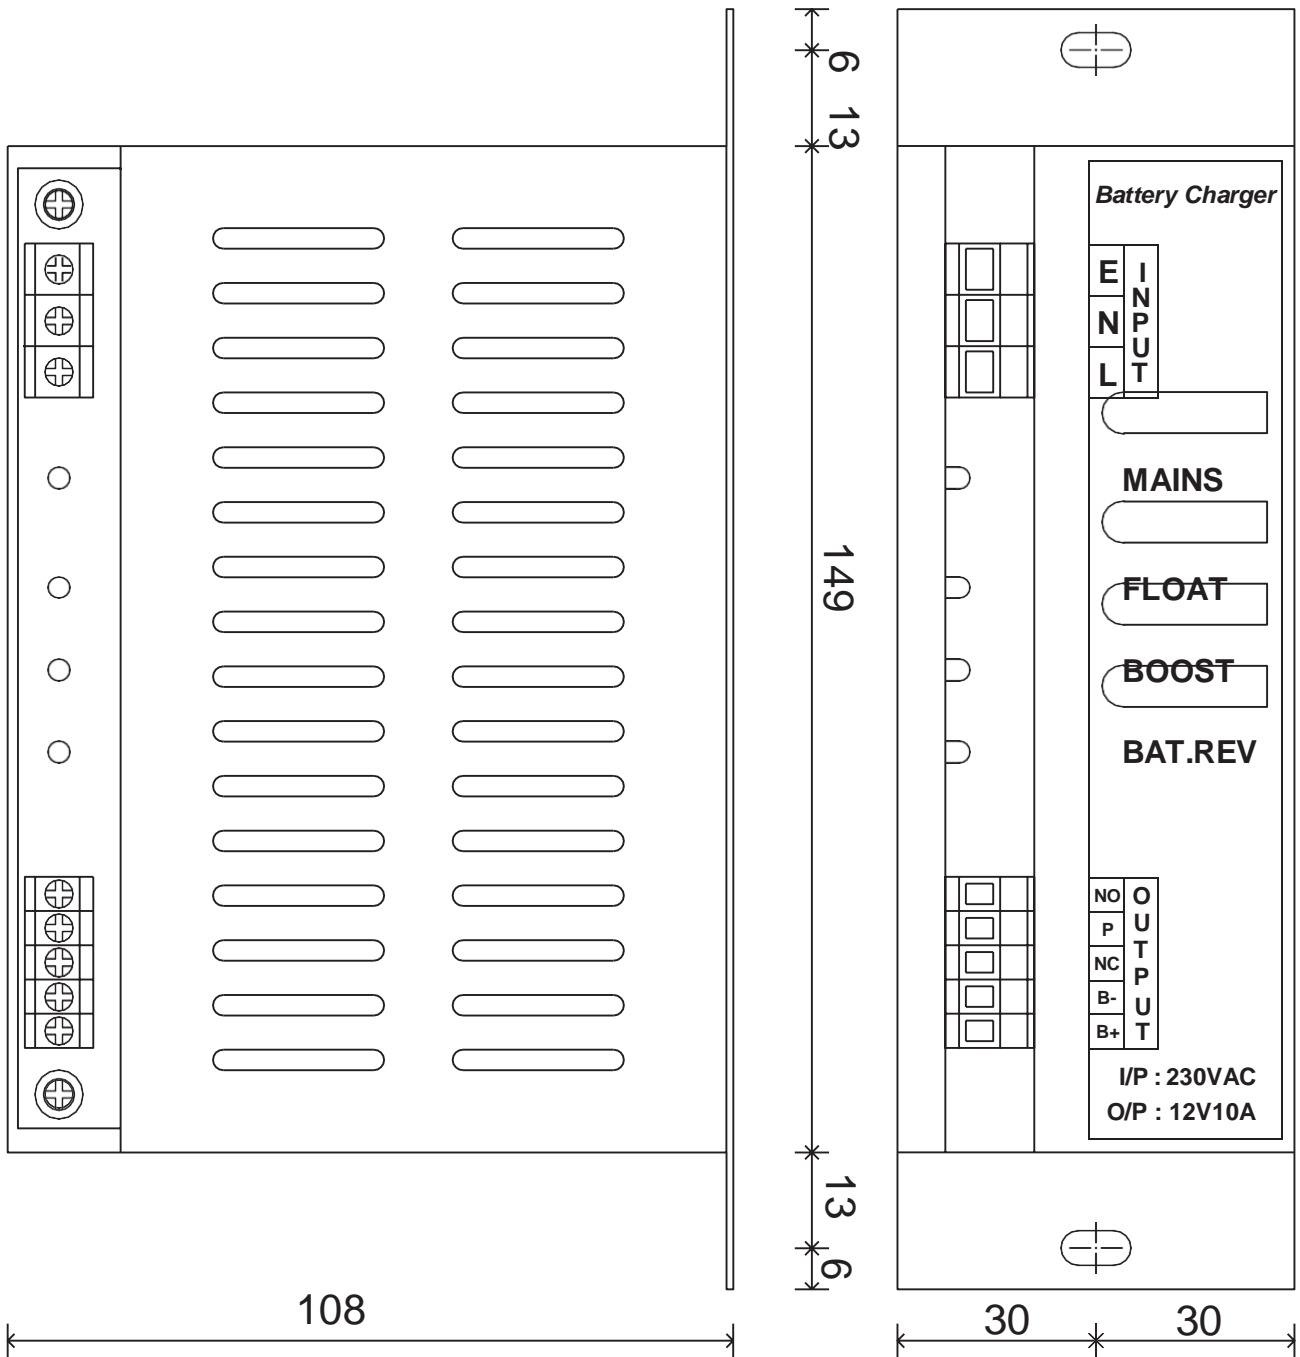 6
13
Battery Charger
E
N
L
INPUT
MAINS
149
FLOAT
BOOST
BAT.REV
NO
P
NC
B-
B+
OUTPUT
I/P : 230VAC
O/P : 12V10A
13
6
108
30
30